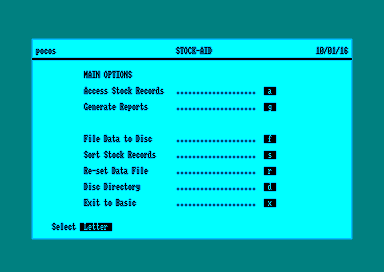 pocos STOCK-AID 10/01/16
MAIN OPTIONS
Access Stock Records .................... a
Generate Reports .................... g
File Data to Disc .................... f
Sort Stock Records .................... s
Re-set Data File .................... r
Disc Directory .................... d
Exit to Basic .................... x
Select Letter